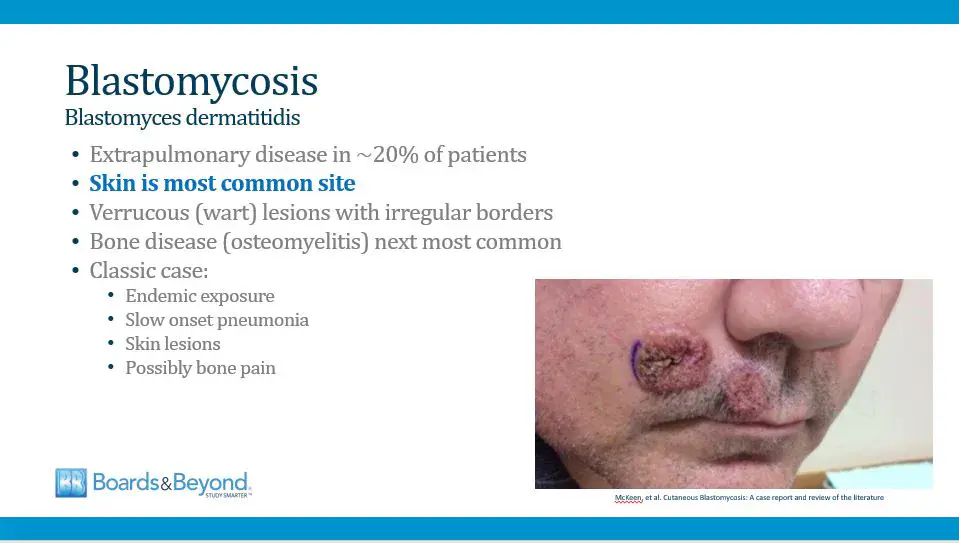 Blastomycosis
Blastomyces dermatitidis
• Extrapulmonary disease in ~20% of patients
• Skin is most common site
• Verrucous (wart) lesions with irregular borders
• Bone disease (osteomyelitis) next most common
• Classic case:
• Endemic exposure
• Slow onset pneumonia
• Skin lesions
• Possibly bone pain
BB Boards&Beyond™
STUDY SMARTER
McKeen, et al. Cutaneous Blastomycosis: A case report and review of the literature